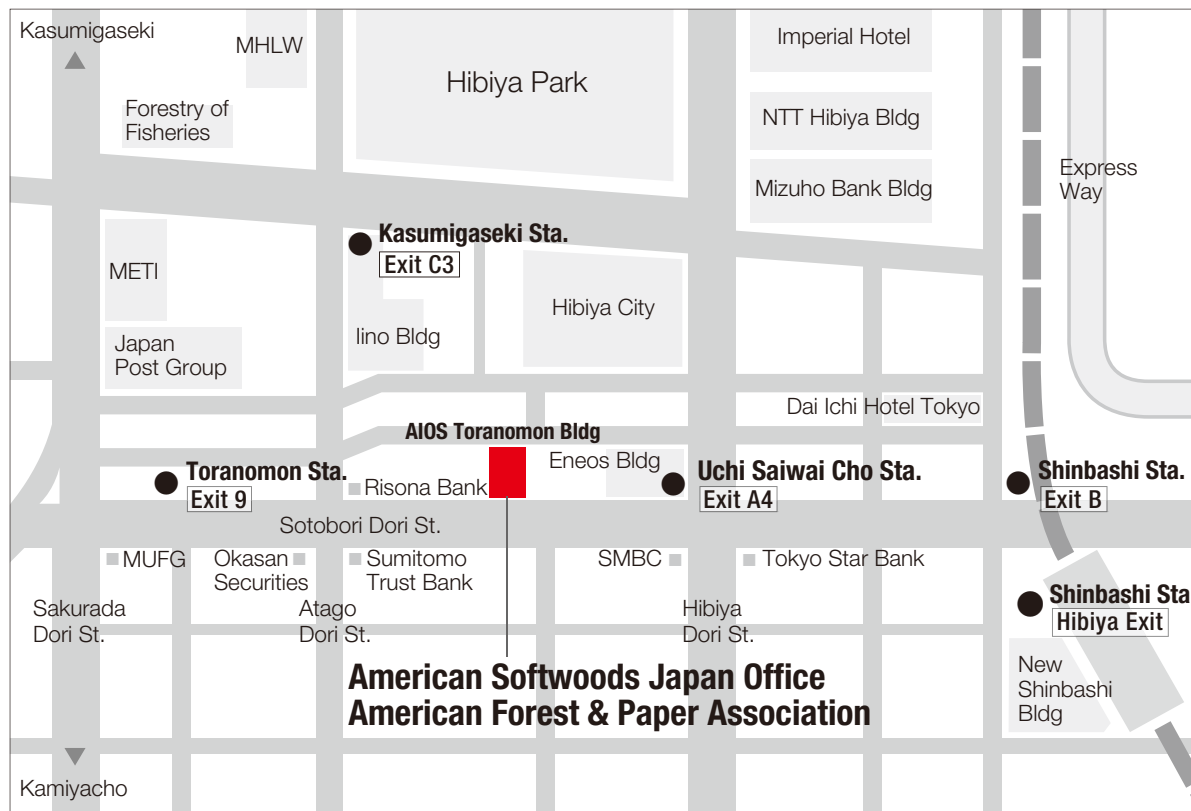 Kasumigaseki
MHLW
Hibiya Park
Imperial Hotel
Forestry of
Fisheries
NTT Hibiya Bldg
Mizuho Bank Bldg
Express
Way
Kasumigaseki Sta.
Exit C3
METI
Hibiya City
Iino Bldg
Japan
Post Group
Dai Ichi Hotel Tokyo
AIOS Toranomon Bldg
Eneos Bldg
Toranomon Sta.
Exit 9
Risona Bank
Uchi Saiwai Cho Sta.
Exit A4
Shinbashi Sta.
Exit B
Sotobori Dori St.
MUFG
Okasan
Securities
Sumitomo
Trust Bank
SMBC
Tokyo Star Bank
Sakurada
Dori St.
Atago
Dori St.
Hibiya
Dori St.
Shinbashi Sta
Hibiya Exit
American Softwoods Japan Office
American Forest & Paper Association
New
Shinbashi
Bldg
Kamiyacho